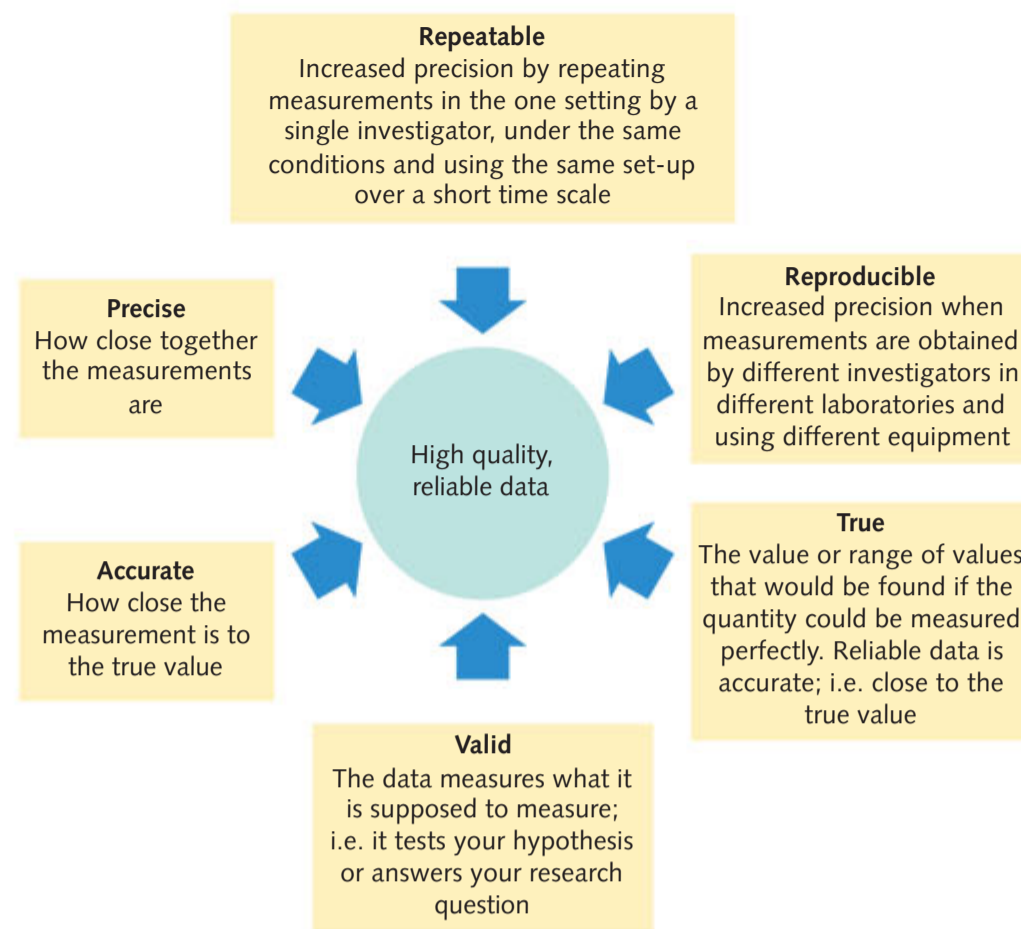 Repeatable
Increased precision by repeating
measurements in the one setting by a
single investigator, under the same
conditions and using the same set-up
over a short time scale
Precise
How close together
the measurements
are
Reproducible
Increased precision when
measurements are obtained
by different investigators in
different laboratories and
using different equipment
High quality,
reliable data
Accurate
How close the
measurement is to
the true value
True
The value or range of values
that would be found if the
quantity could be measured
perfectly. Reliable data is
accurate; i.e. close to the
true value
Valid
The data measures what it
is supposed to measure;
i.e. it tests your hypothesis
or answers your research
question